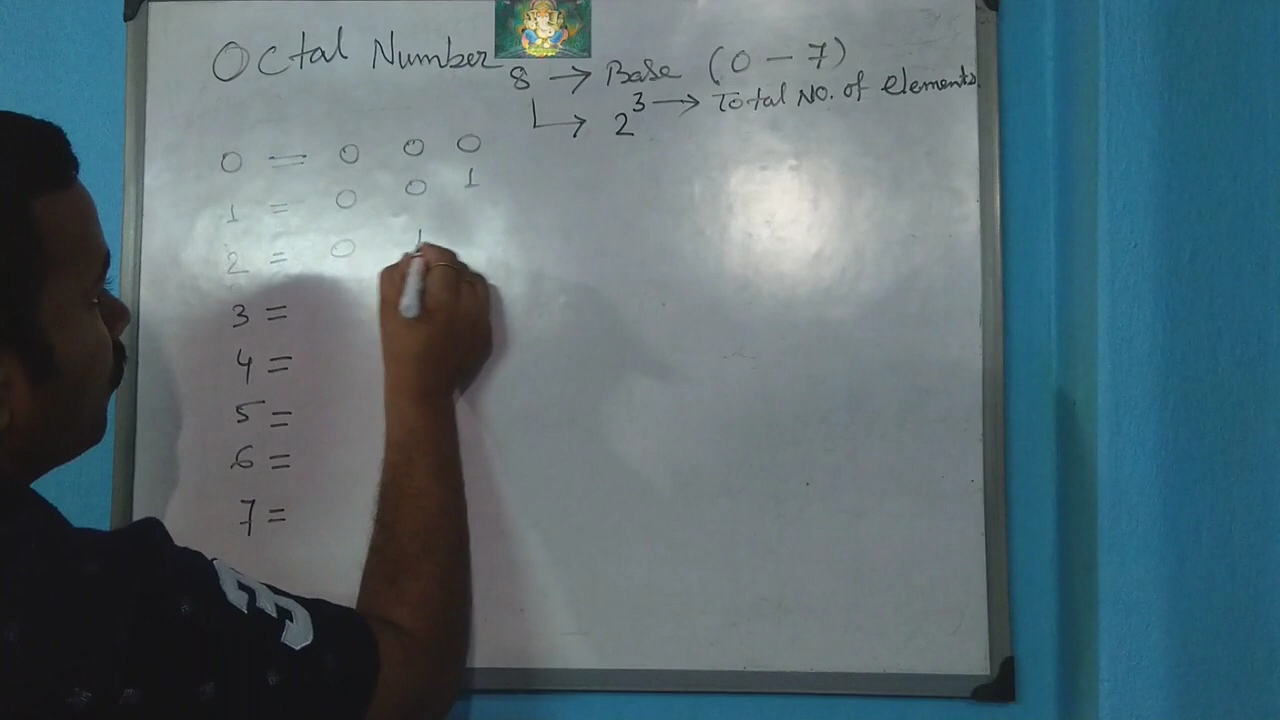 Octal Number
8 → Base (0 - 7)
↳ 2³ → Total No. of elements.
0 = 0 0 0
1 = 0 0 1
2 = 0 1
3 =
4 =
5 =
6 =
7 =